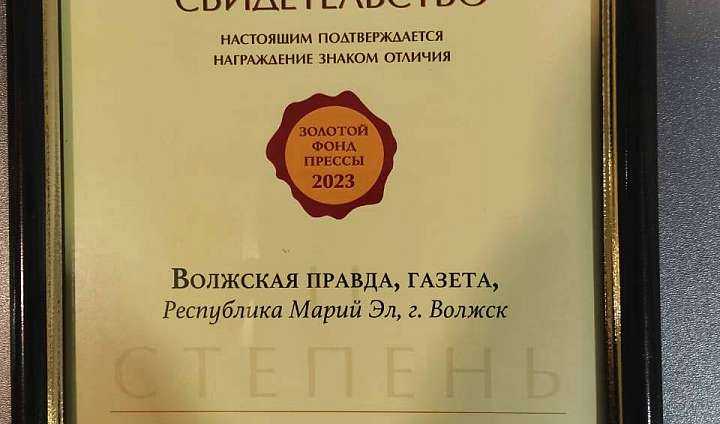 СВИДЕТЕЛЬСТВО
НАСТОЯЩИМ ПОДТВЕРЖДАЕТСЯ
НАГРАЖДЕНИЕ ЗНАКОМ ОТЛИЧИЯ
ЗОЛОТОЙ
ФОНД
ПРЕССЫ
2023
ВОЛЖСКАЯ ПРАВДА, ГАЗЕТА,
Республика Марий Эл, г. Волжск
СТЕПЕНЬ